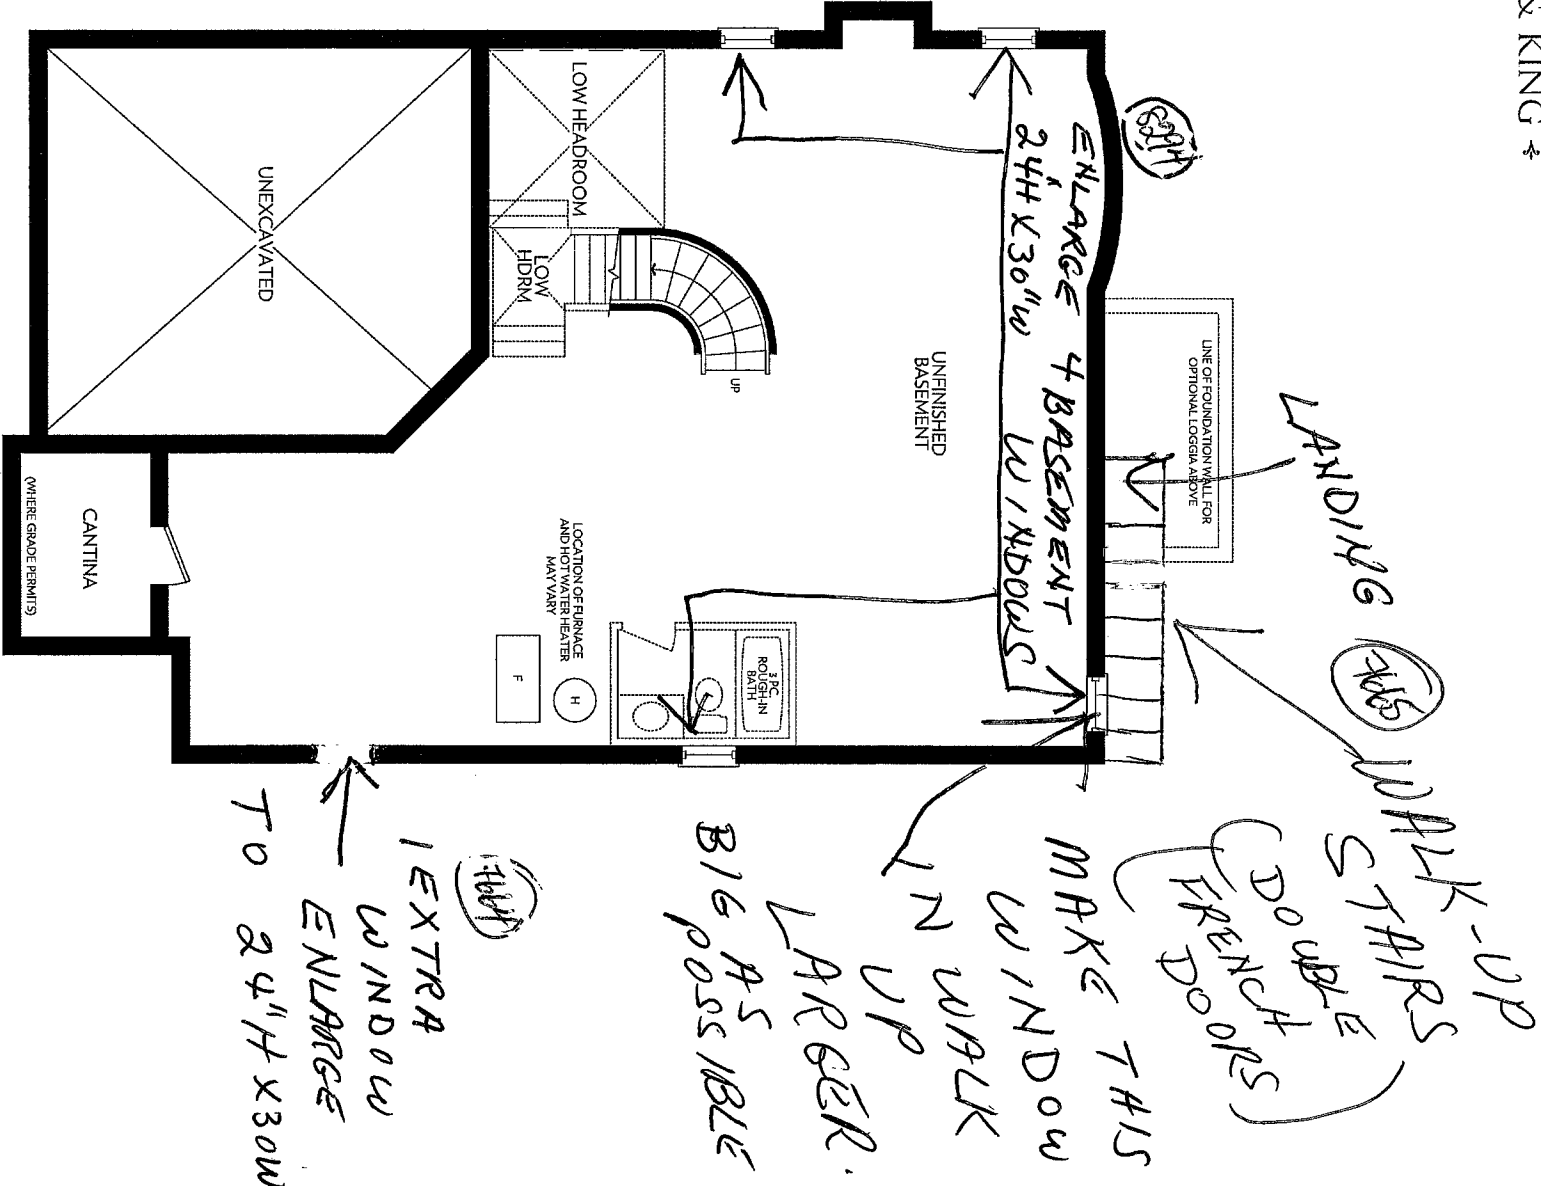 & KING
ENLARGE 4 BASEMENT
24"H X 30"W WINDOWS
LINE OF FOUNDATION WALL FOR
OPTIONAL LOGGIA ABOVE
LANDING
WALK-UP
STAIRS
(DOUBLE
FRENCH
DOORS)
MAKE THIS
WINDOW
IN WALK
UP
LARGER.
BIG AS
POSSIBLE
UNFINISHED
BASEMENT
UP
3 PC.
ROUGH-IN
BATH
LOW HEADROOM
LOW
HDRM
LOCATION OF FURNACE
AND HOT WATER HEATER
MAY VARY
H
F
1 EXTRA
WINDOW
ENLARGE
TO 24"H X 30W
UNEXCAVATED
CANTINA
(WHERE GRADE PERMITS)